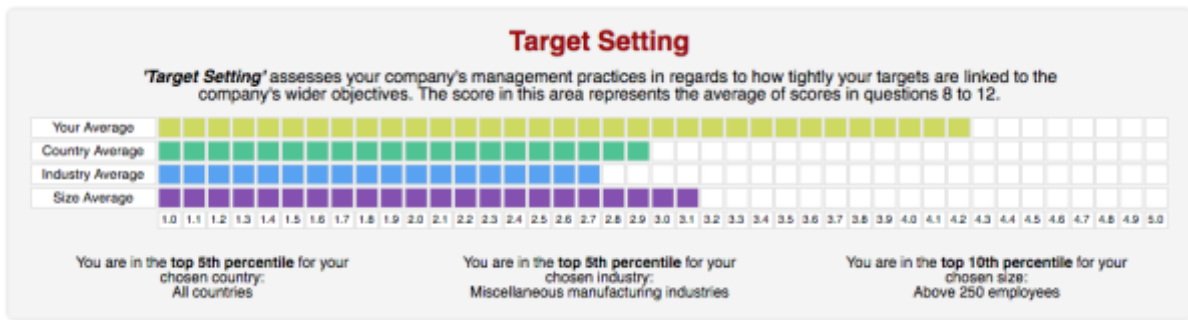 Target Setting
'Target Setting' assesses your company's management practices in regards to how tightly your targets are linked to the
company's wider objectives. The score in this area represents the average of scores in questions 8 to 12.
Your Average
Country Average
Industry Average
Size Average
1.0 1.1 1.2 1.3 1.4 1.5 1.6 1.7 1.8 1.9 2.0 2.1 2.2 2.3 2.4 2.5 2.6 2.7 2.8 2.9 3.0 3.1 3.2 3.3 3.4 3.5 3.6 3.7 3.8 3.9 4.0 4.1 4.2 4.3 4.4 4.5 4.6 4.7 4.8 4.9 5.0
You are in the top 5th percentile for your
chosen country:
All countries
You are in the top 5th percentile for your
chosen industry:
Miscellaneous manufacturing industries
You are in the top 10th percentile for your
chosen size:
Above 250 employees